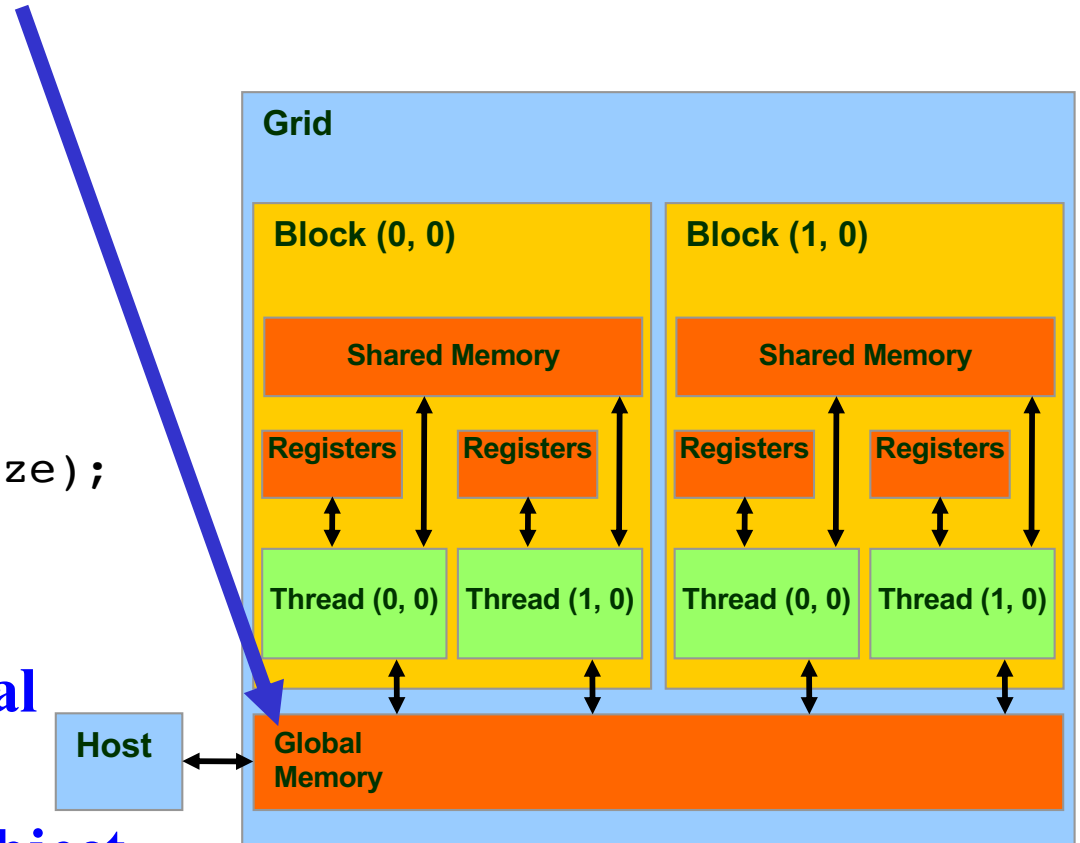 Grid
Block (0, 0)
Block (1, 0)
Shared Memory
Shared Memory
Registers
Registers
Registers
Registers
ze);
Thread (0, 0)
Thread (1, 0)
Thread (0, 0)
Thread (1, 0)
al
Host
Global
Memory